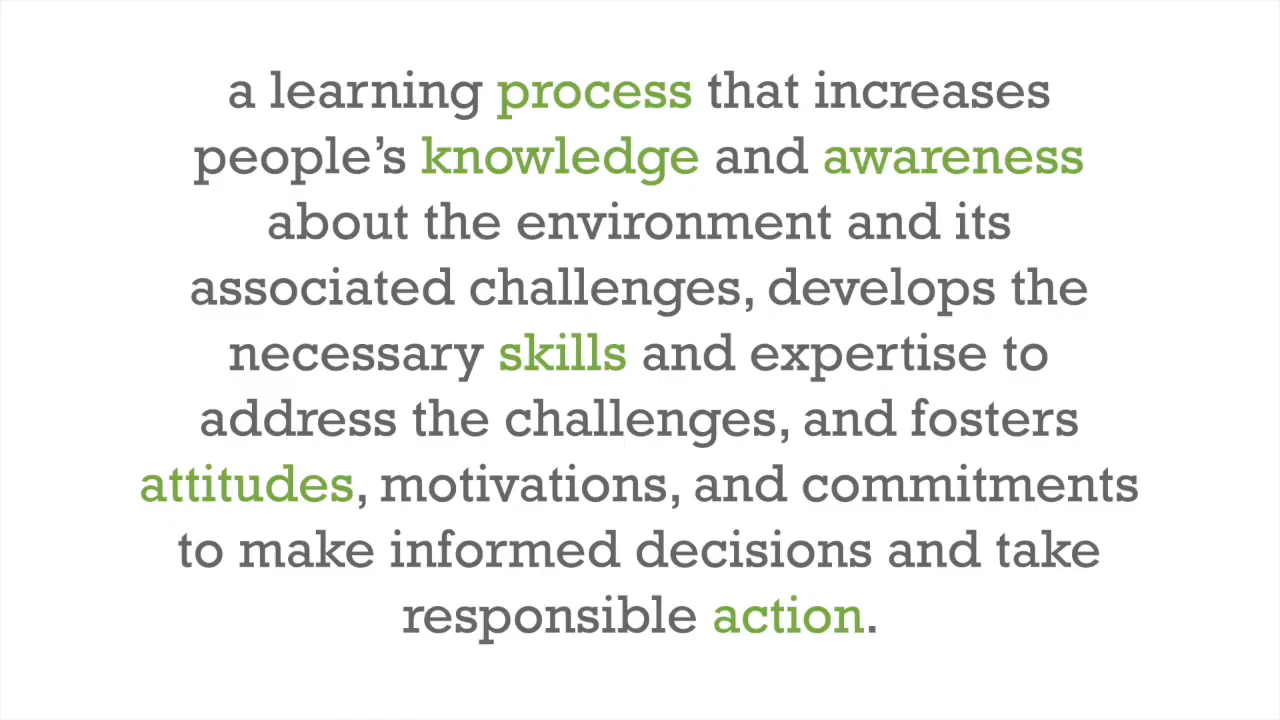 a learning process that increases
people’s knowledge and awareness
about the environment and its
associated challenges, develops the
necessary skills and expertise to
address the challenges, and fosters
attitudes, motivations, and commitments
to make informed decisions and take
responsible action.